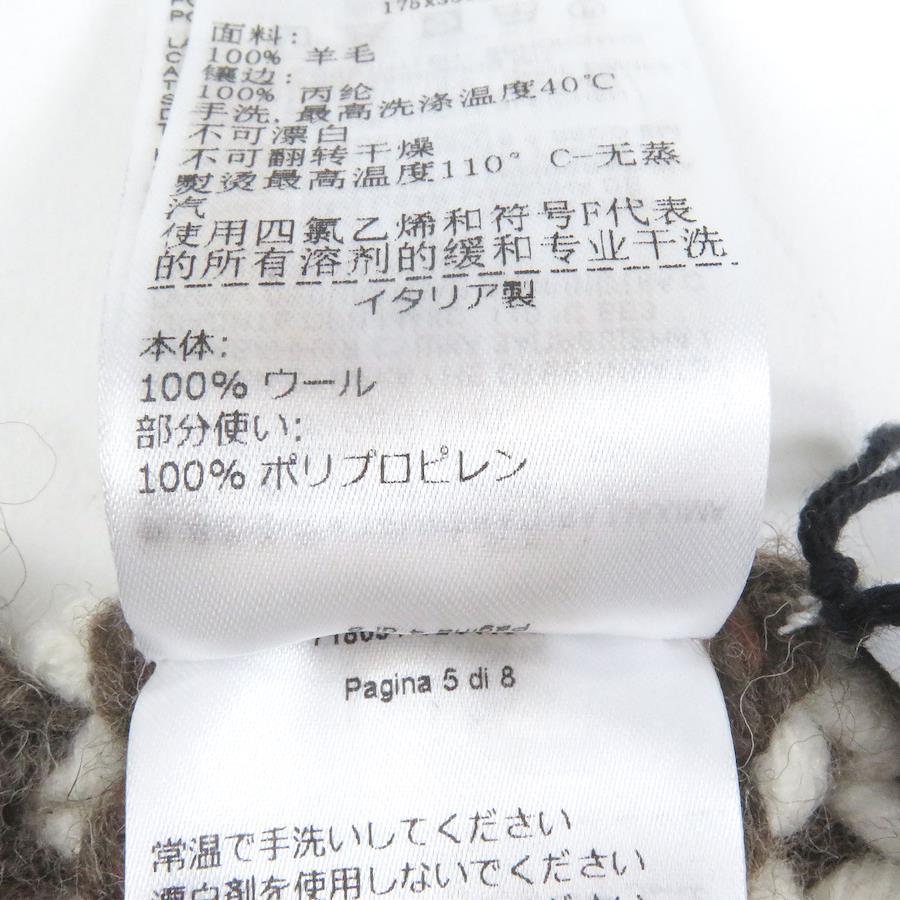 面料:
100% 羊毛
镶边:
100% 丙纶
手洗, 最高洗涤温度40℃
不可漂白
不可翻转干燥
熨烫最高温度110° C-无蒸
汽
使用四氯乙烯和符号F代表
的所有溶剂的缓和专业干洗
イタリア製
本体:
100% ウール
部分使い:
100% ポリプロピレン
Pagina 5 di 8
常温で手洗いしてください
漂白剤を使用しないでください